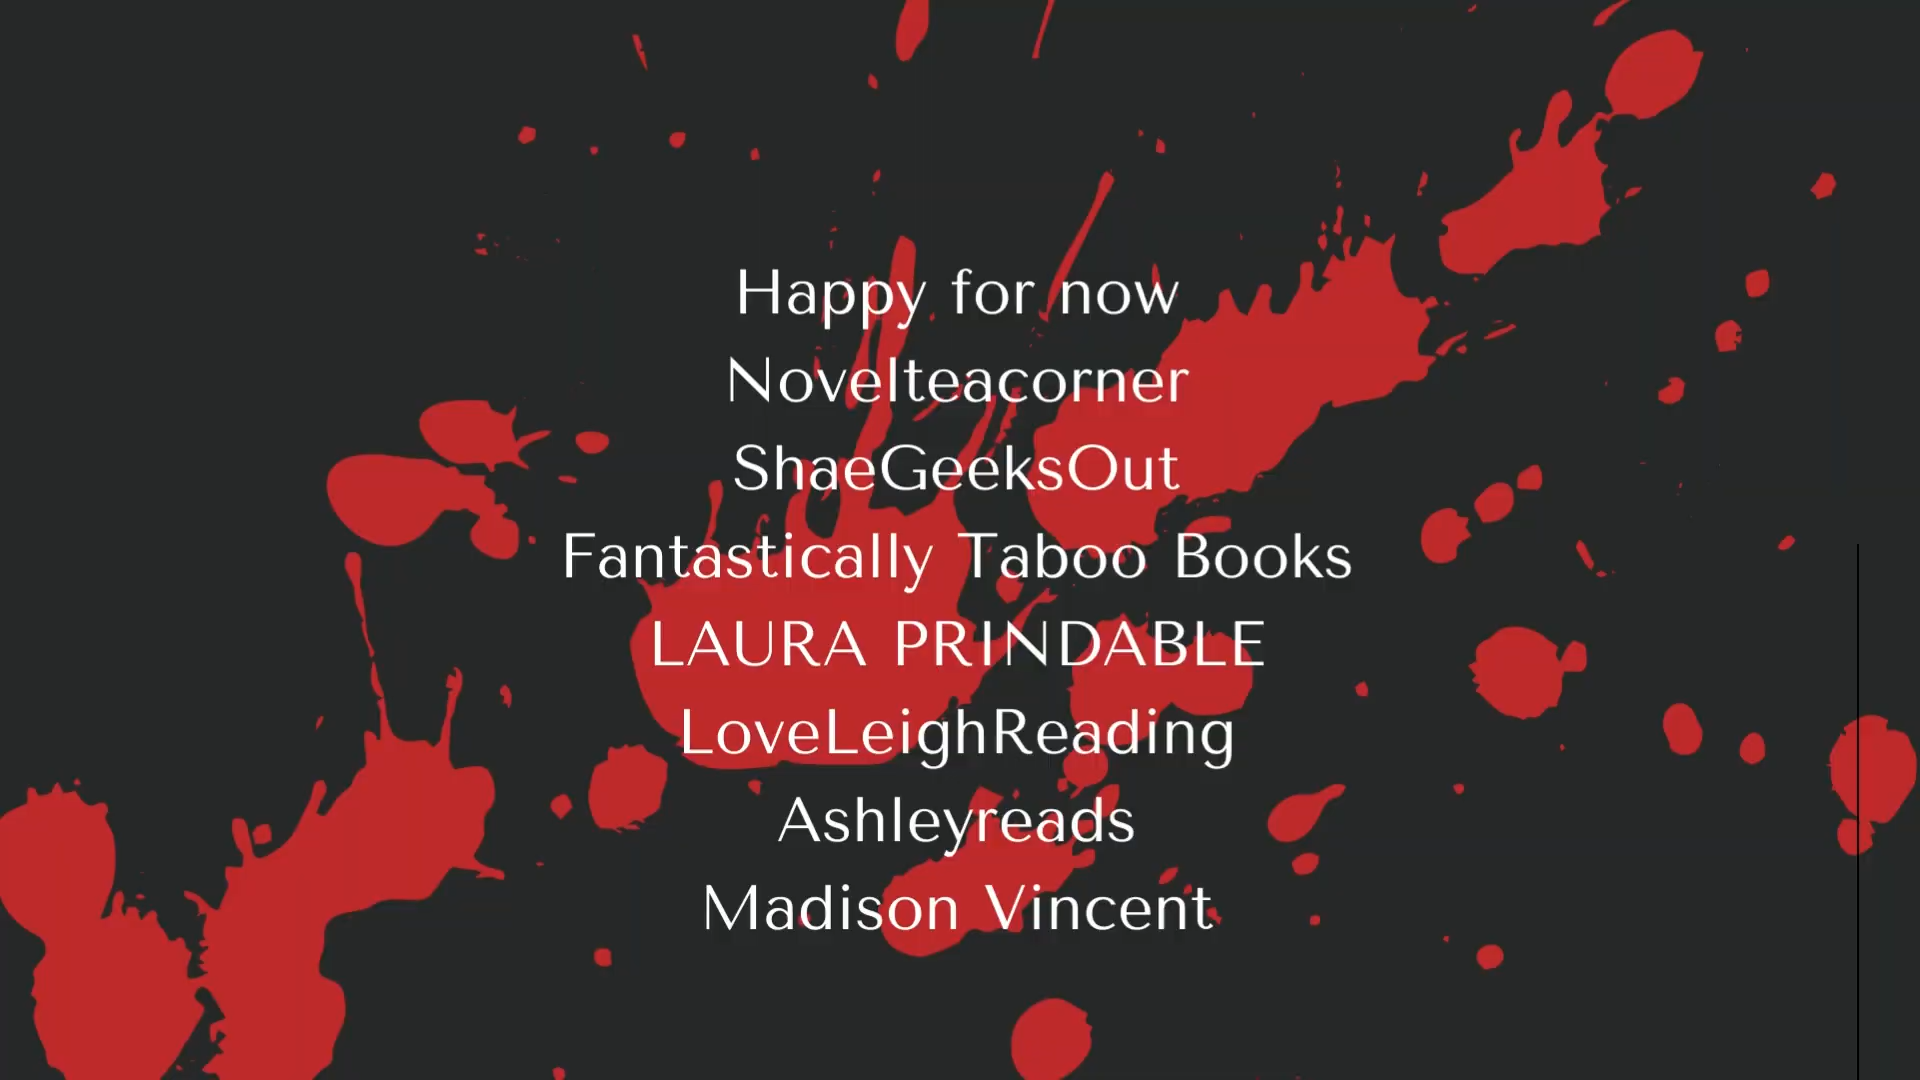 Happy for now
Novelteacorner
ShaeGeeksOut
Fantastically Taboo Books
LAURA PRINDABLE
LoveLeighReading
Ashleyreads
Madison Vincent